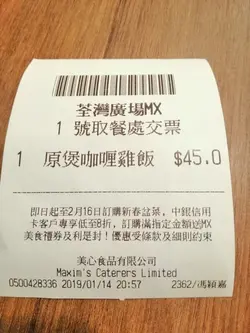 荃灣廣場MX
1 號取餐處交票
1 原煲咖喱雞飯 $45.0
即日起至2月16日訂購新春盆菜，中銀信用
卡客戶專享低至8折，訂購滿指定金額送MX
美食禮券及利是封！優惠受條款及細則約束
美心食品有限公司
Maxim's Caterers Limited
0500428336 2019/01/14 20:57 2362/馮穎嘉